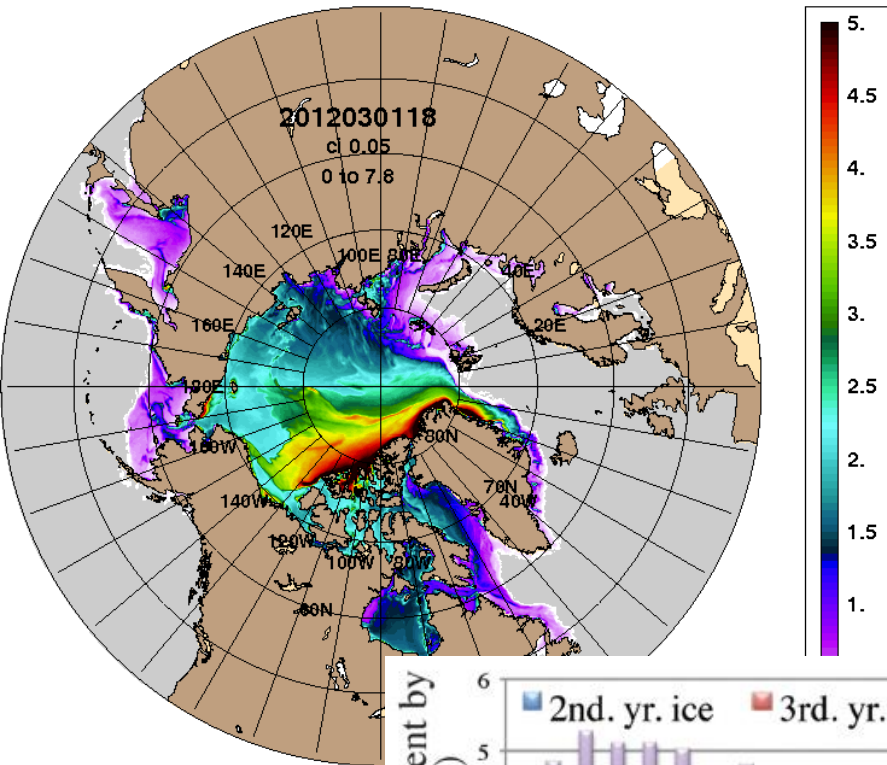 2012030118
ci 0.05
0 to 7.8
120E
100E 80E
140E
40E
160E
20E
180E
160W
80N
70N
140W
40W
120W
100W 80W
60N
5.
4.5
4.
3.5
3.
2.5
2.
1.5
1.
ent by
)
6
5
2nd. yr. ice
3rd. yr.